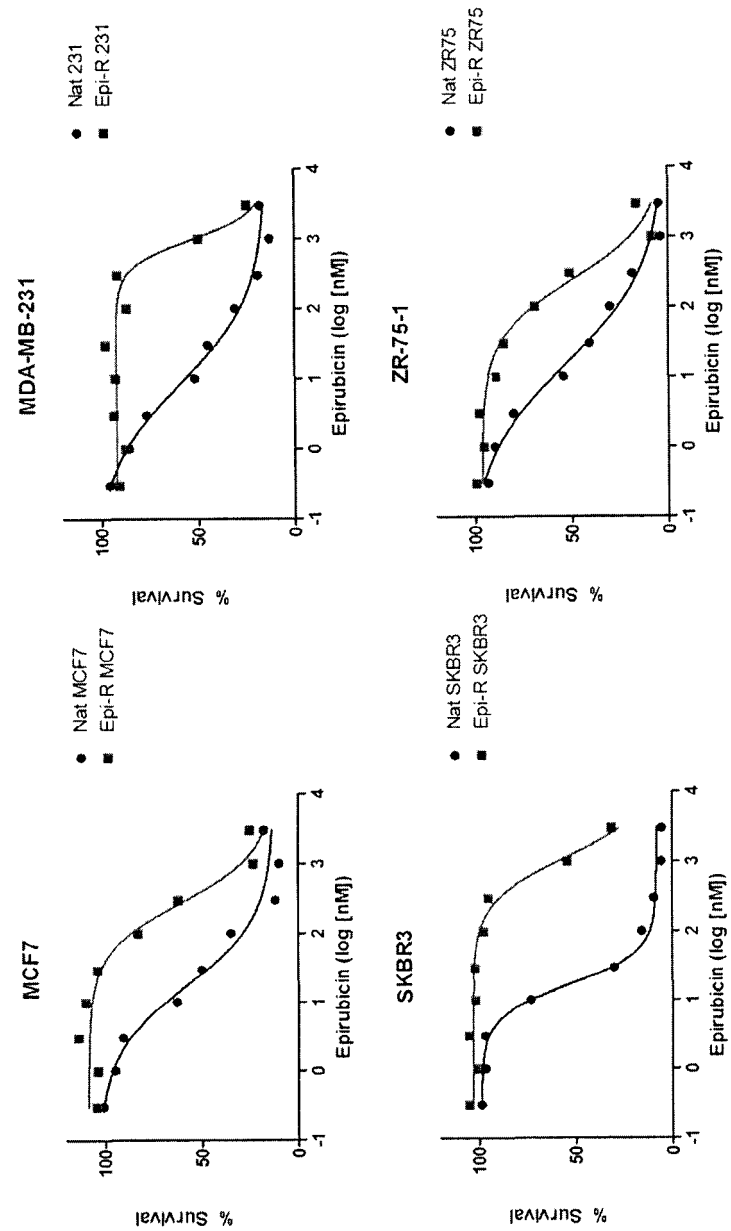 MCF7
Nat MCF7
Epi-R MCF7
% Survival
100
50
0
-1
0
1
2
3
4
Epirubicin (log [nM])
MDA-MB-231
Nat 231
Epi-R 231
% Survival
100
50
0
-1
0
1
2
3
4
Epirubicin (log [nM])
SKBR3
Nat SKBR3
Epi-R SKBR3
% Survival
100
50
0
-1
0
1
2
3
4
Epirubicin (log [nM])
ZR-75-1
Nat ZR75
Epi-R ZR75
% Survival
100
50
0
-1
0
1
2
3
4
Epirubicin (log [nM])